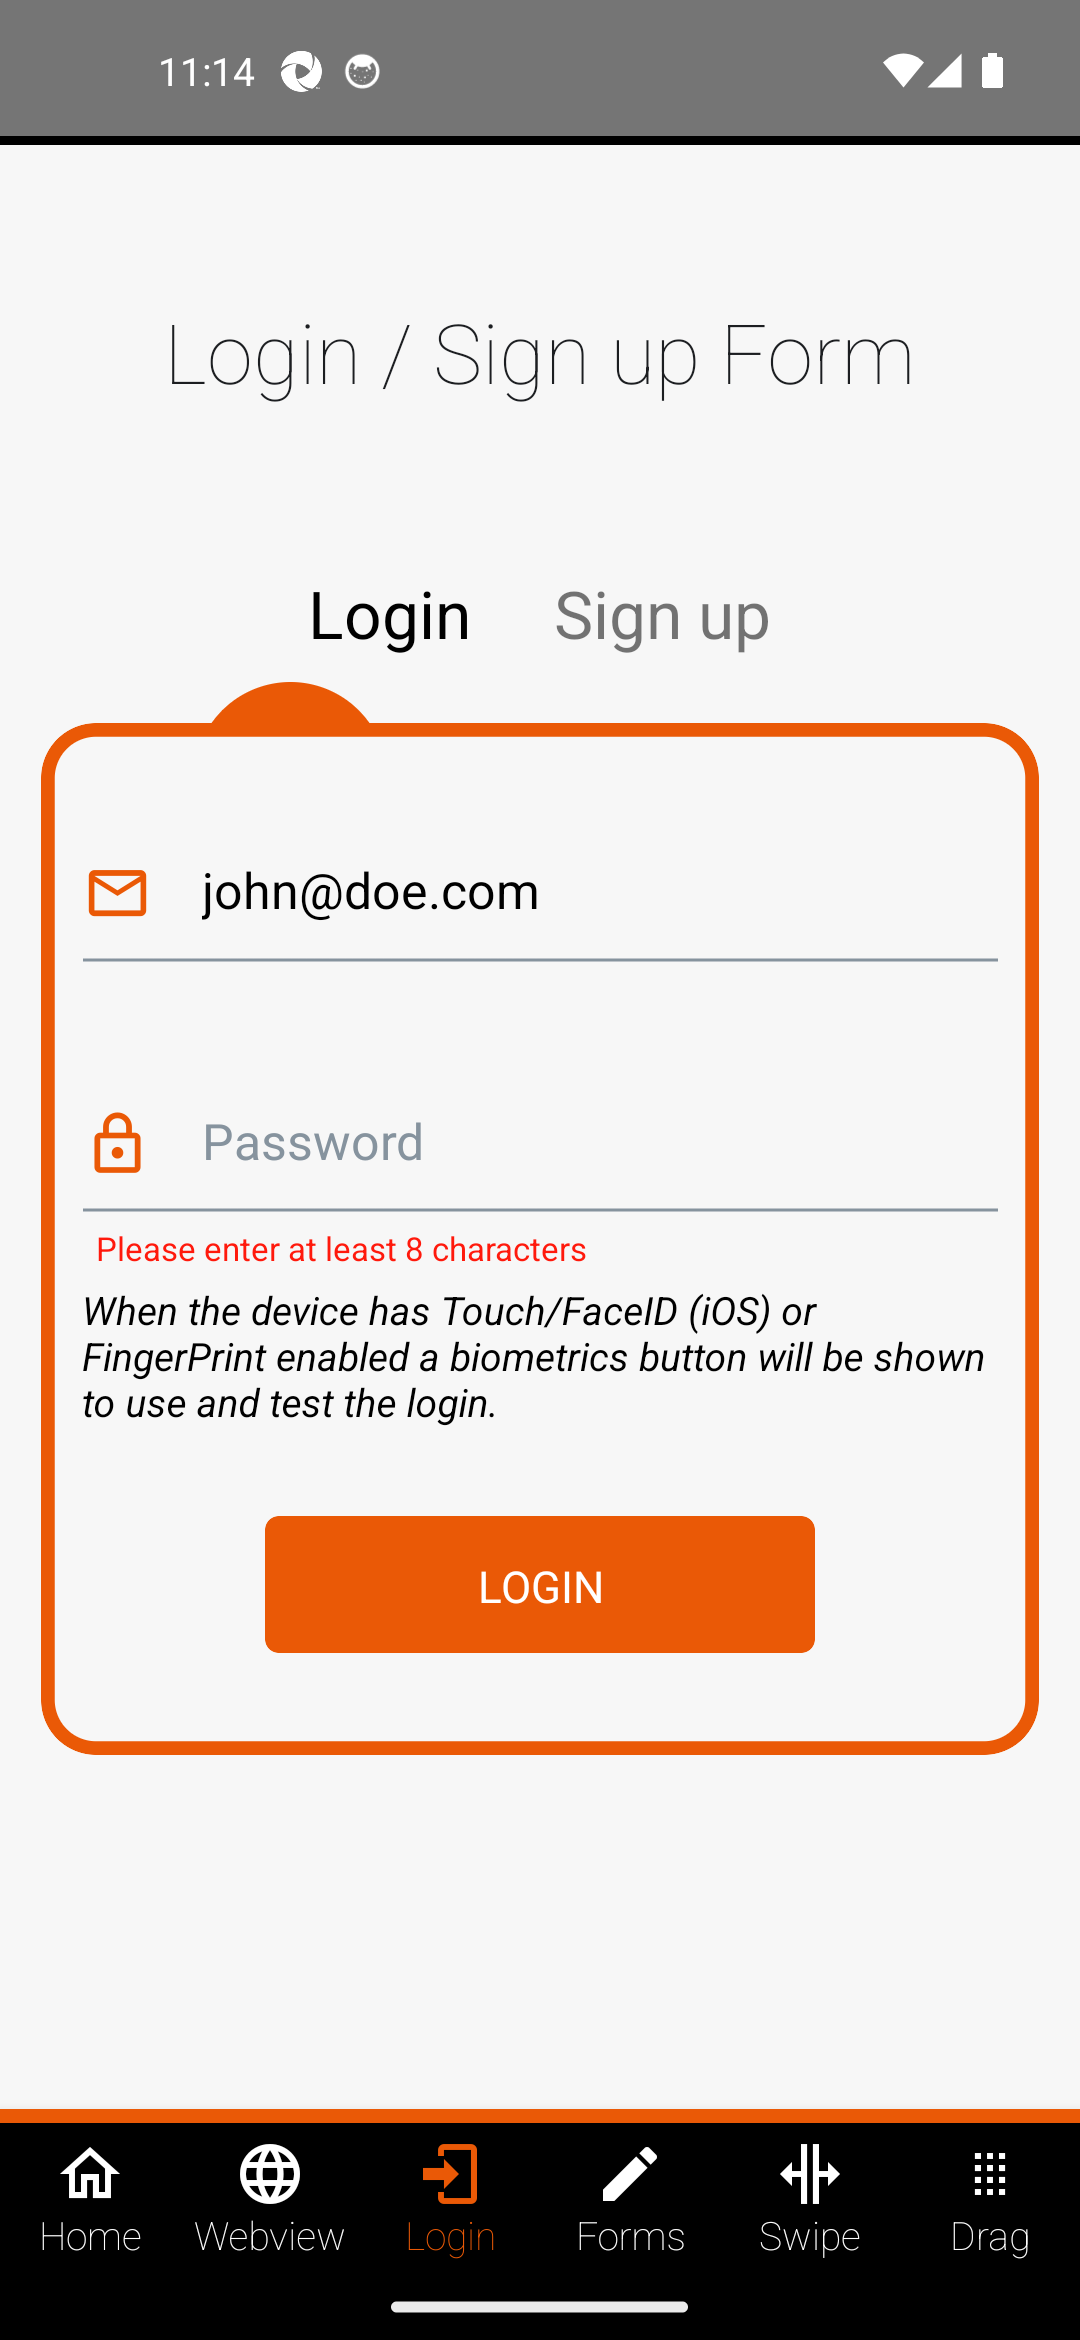 11:14
Login / Sign up Form
Login Sign up
john@doe.com
Password
Please enter at least 8 characters
When the device has Touch/FaceID (iOS) or
FingerPrint enabled a biometrics button will be shown
to use and test the login.
LOGIN
Home Webview Login Forms Swipe Drag